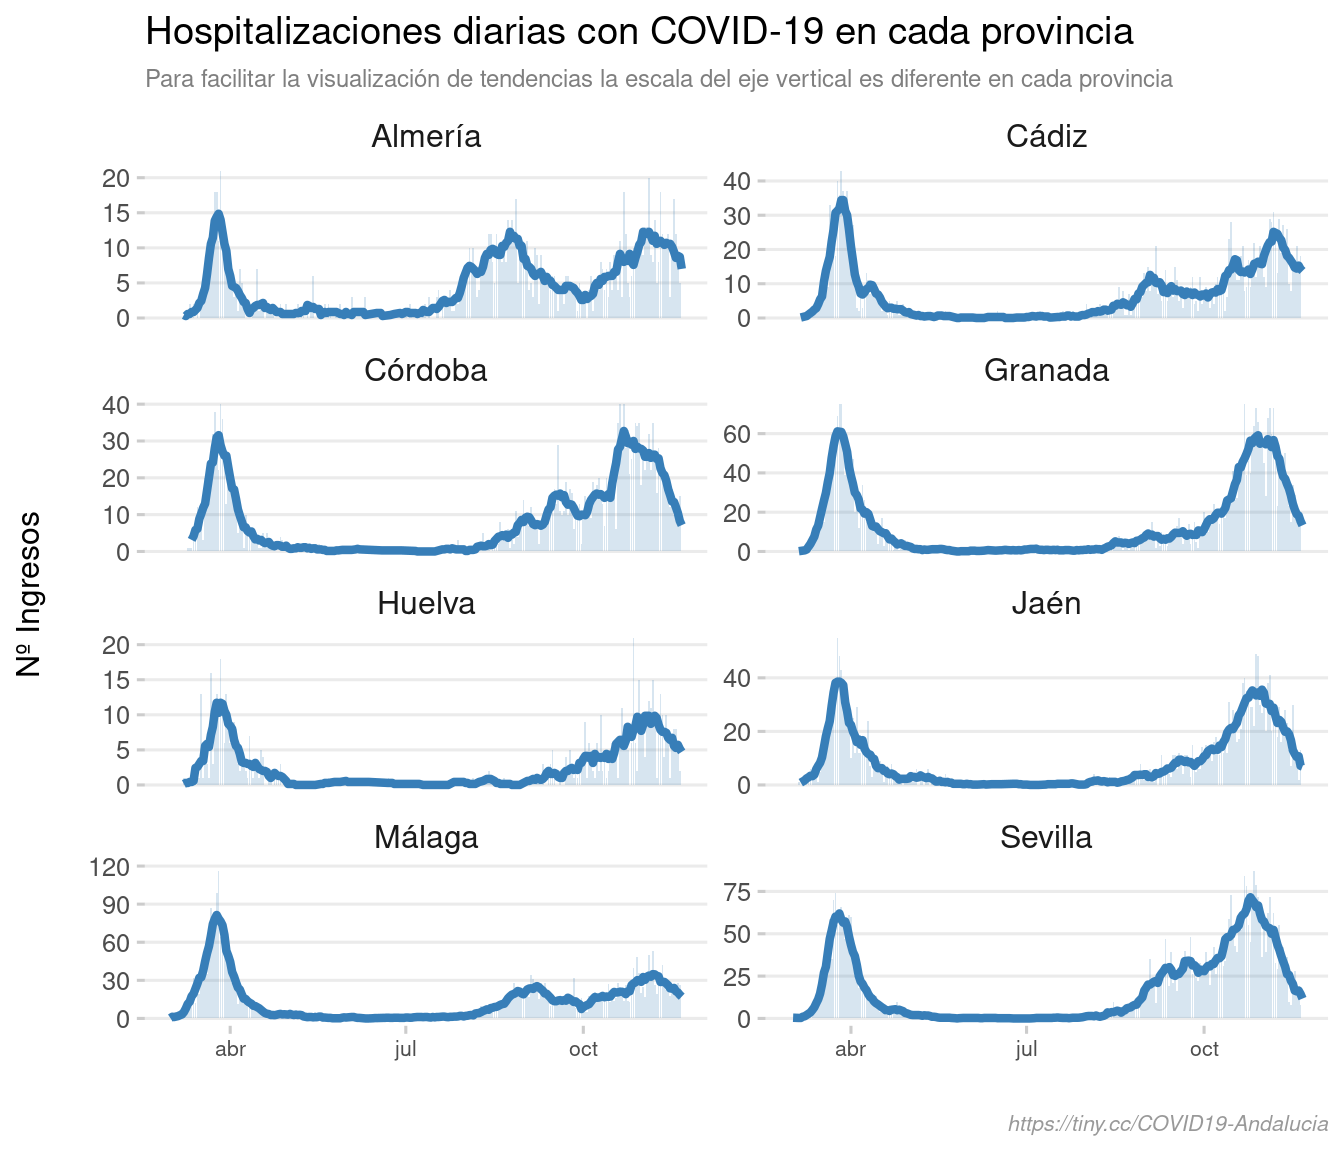 Hospitalizaciones diarias con COVID-19 en cada provincia
Para facilitar la visualización de tendencias la escala del eje vertical es diferente en cada provincia
Nº Ingresos
Almería
20
15
10
5
0
Cádiz
40
30
20
10
0
Córdoba
40
30
20
10
0
Granada
60
40
20
0
Huelva
20
15
10
5
0
Jaén
40
20
0
Málaga
120
90
60
30
0
abr jul oct
Sevilla
75
50
25
0
abr jul oct
https://tiny.cc/COVID19-Andalucia